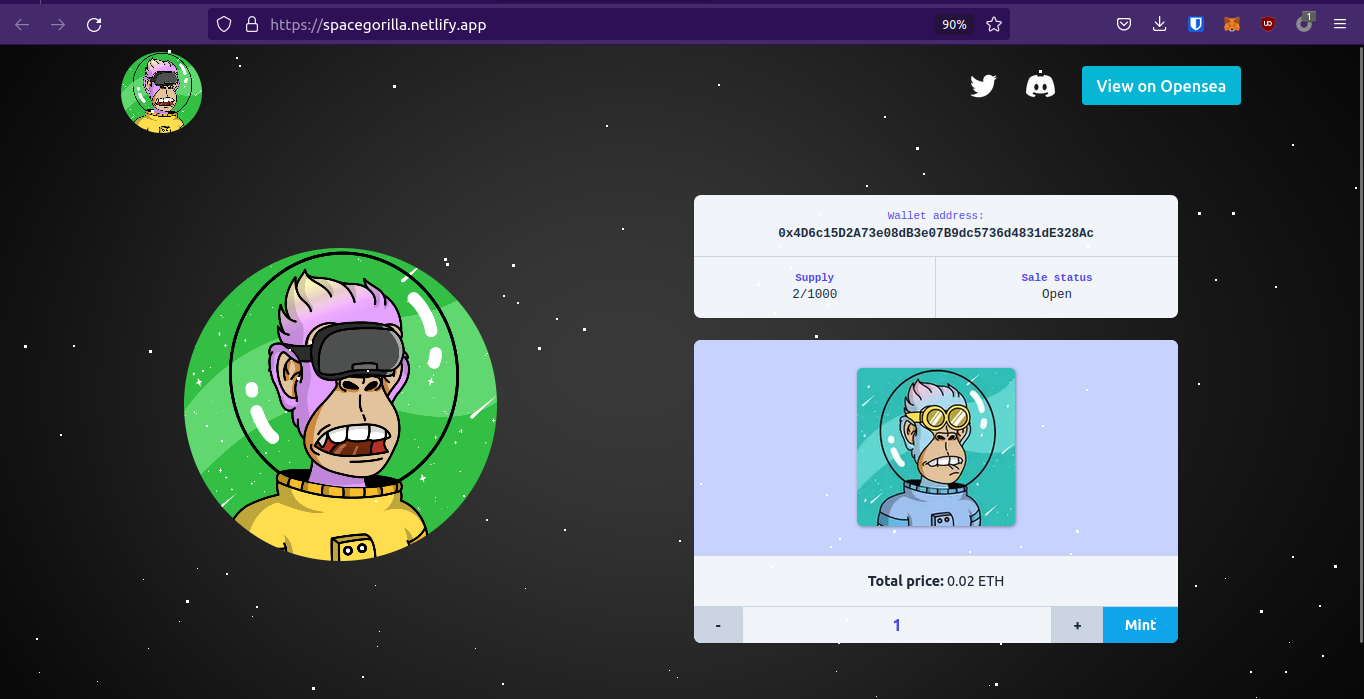 https://spacegorilla.netlify.app
90%
1
View on Opensea
Wallet address:
0x4D6c15D2A73e08dB3e07B9dc5736d4831dE328Ac
Supply
2/1000
Sale status
Open
Total price: 0.02 ETH
-
1
+
Mint